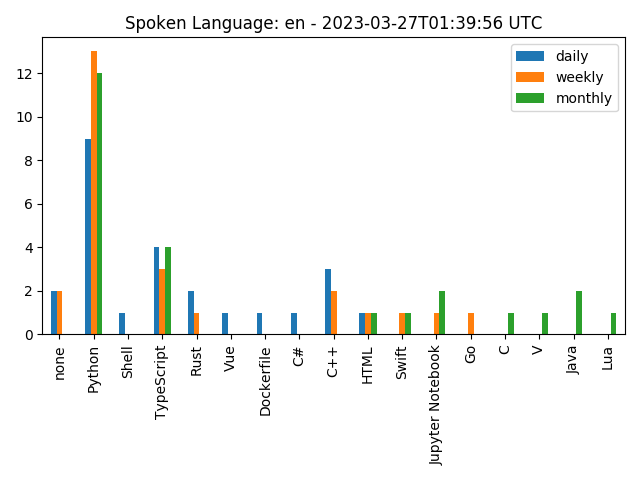 Spoken Language: en - 2023-03-27T01:39:56 UTC
daily
weekly
monthly
12
10
8
6
4
2
0
none
Python
Shell
TypeScript
Rust
Vue
Dockerfile
C#
C++
HTML
Swift
Jupyter Notebook
Go
C
V
Java
Lua